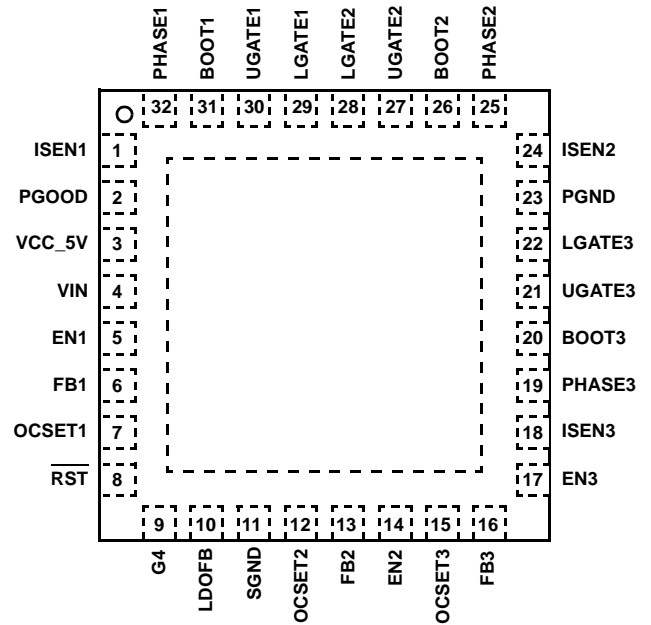 PHASE1 BOOT1 UGATE1 LGATE1 LGATE2 UGATE2 BOOT2 PHASE2
32 31 30 29 28 27 26 25
ISEN1 1 24 ISEN2
PGOOD 2 23 PGND
VCC_5V 3 22 LGATE3
VIN 4 21 UGATE3
EN1 5 20 BOOT3
FB1 6 19 PHASE3
OCSET1 7 18 ISEN3
R̅S̅T̅ 8 17 EN3
9 10 11 12 13 14 15 16
G4 LDOFB SGND OCSET2 FB2 EN2 OCSET3 FB3